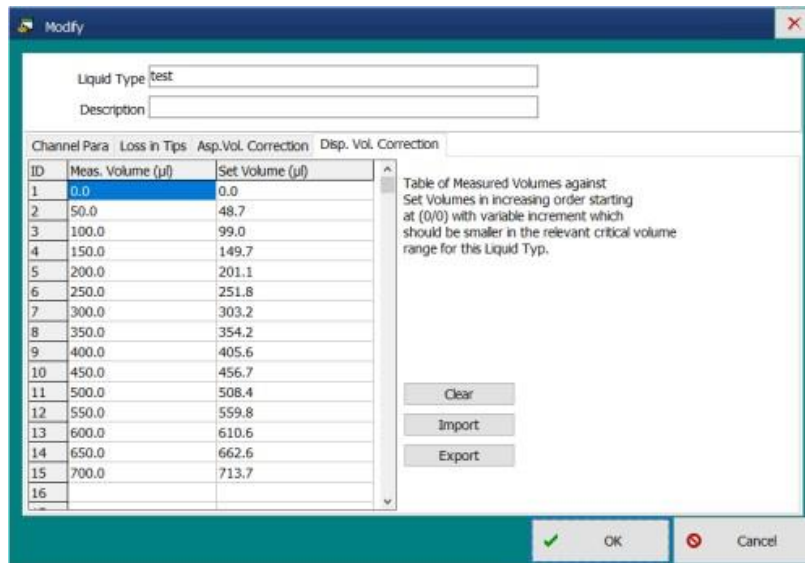 Modify
Liquid Type test
Description
Channel Para Loss in Tips Asp.Vol. Correction Disp. Vol. Correction
ID Meas. Volume (µl) Set Volume (µl)
1 0.0 0.0
2 50.0 48.7
3 100.0 99.0
4 150.0 149.7
5 200.0 201.1
6 250.0 251.8
7 300.0 303.2
8 350.0 354.2
9 400.0 405.6
10 450.0 456.7
11 500.0 508.4
12 550.0 559.8
13 600.0 610.6
14 650.0 662.6
15 700.0 713.7
16
Table of Measured Volumes against
Set Volumes in increasing order starting
at (0/0) with variable increment which
should be smaller in the relevant critical volume
range for this Liquid Typ.
Clear
Import
Export
OK Cancel